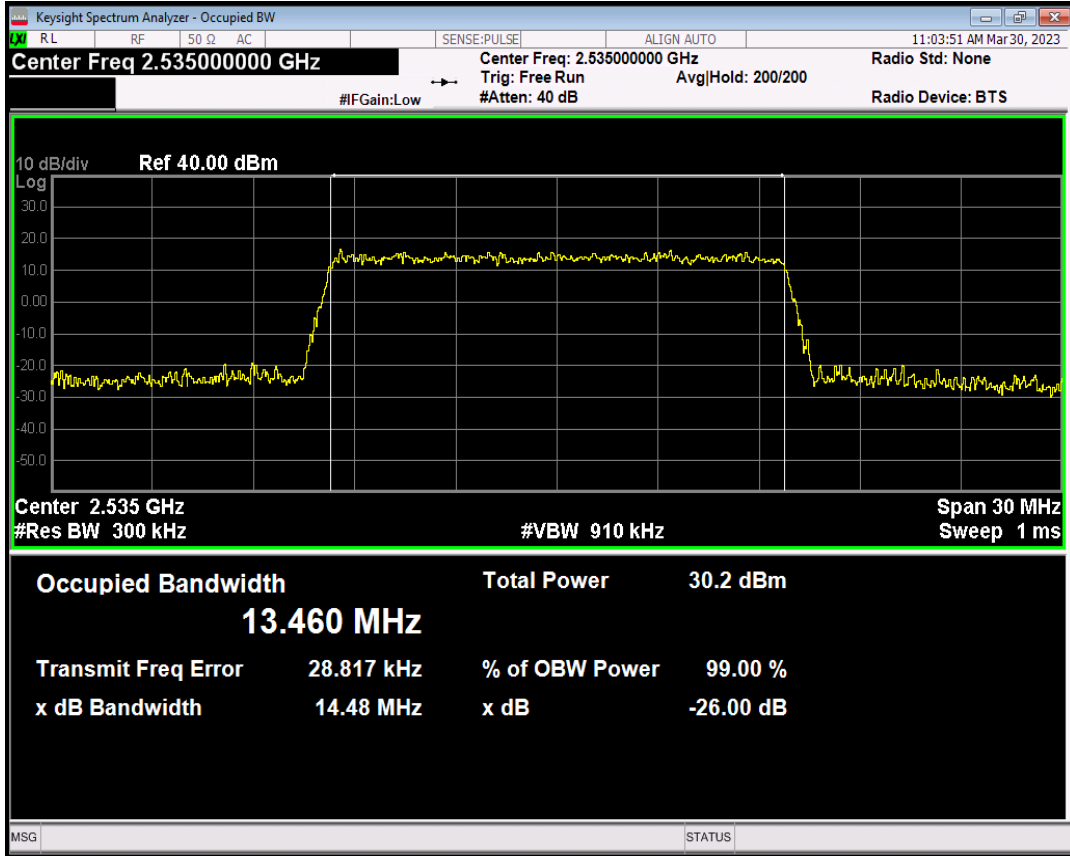 Keysight Spectrum Analyzer - Occupied BW
LXI RL RF 50 Ω AC SENSE:PULSE ALIGN AUTO 11:03:51 AM Mar 30, 2023
Center Freq 2.535000000 GHz Center Freq: 2.535000000 GHz Radio Std: None
Trig: Free Run Avg|Hold: 200/200
#IFGain:Low #Atten: 40 dB Radio Device: BTS
10 dB/div Ref 40.00 dBm
Log
30.0
20.0
10.0
0.00
-10.0
-20.0
-30.0
-40.0
-50.0
Center 2.535 GHz Span 30 MHz
#Res BW 300 kHz #VBW 910 kHz Sweep 1 ms
Occupied Bandwidth Total Power 30.2 dBm
13.460 MHz
Transmit Freq Error 28.817 kHz % of OBW Power 99.00 %
x dB Bandwidth 14.48 MHz x dB -26.00 dB
MSG STATUS